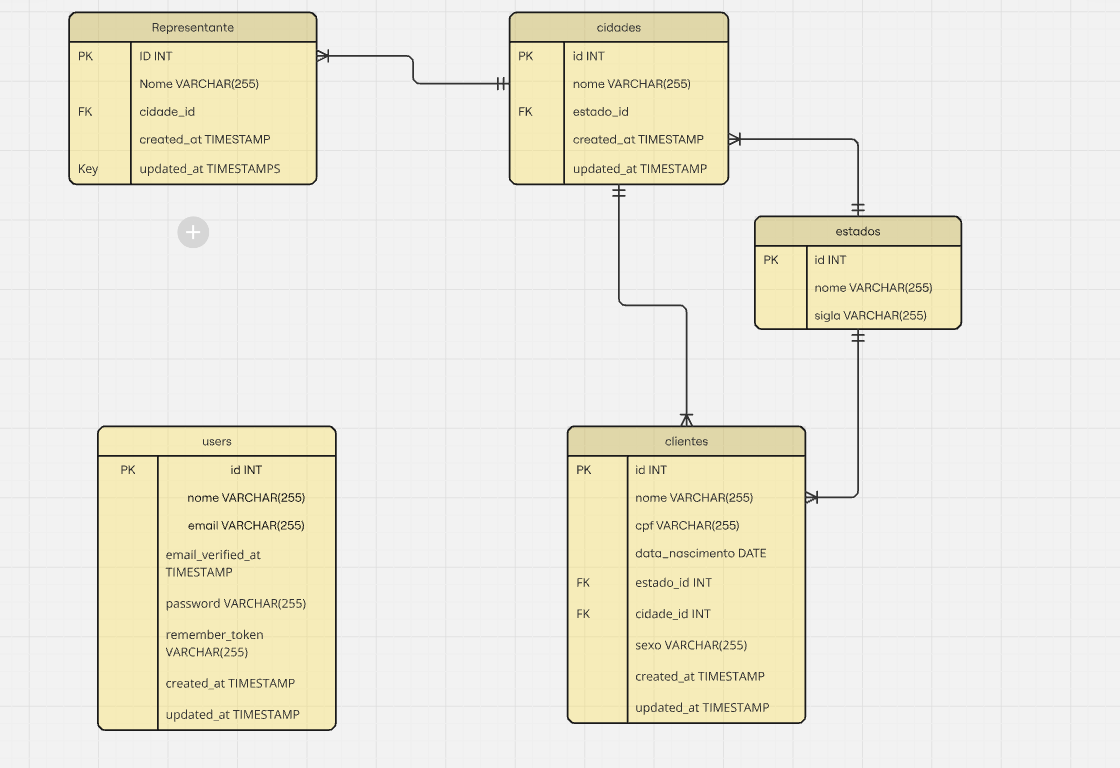 Representante
PK ID INT
Nome VARCHAR(255)
FK cidade_id
created_at TIMESTAMP
Key updated_at TIMESTAMPS
cidades
PK id INT
nome VARCHAR(255)
FK estado_id
created_at TIMESTAMP
updated_at TIMESTAMP
estados
PK id INT
nome VARCHAR(255)
sigla VARCHAR(255)
users
PK id INT
nome VARCHAR(255)
email VARCHAR(255)
email_verified_at
TIMESTAMP
password VARCHAR(255)
remember_token
VARCHAR(255)
created_at TIMESTAMP
updated_at TIMESTAMP
clientes
PK id INT
nome VARCHAR(255)
cpf VARCHAR(255)
data_nascimento DATE
FK estado_id INT
FK cidade_id INT
sexo VARCHAR(255)
created_at TIMESTAMP
updated_at TIMESTAMP